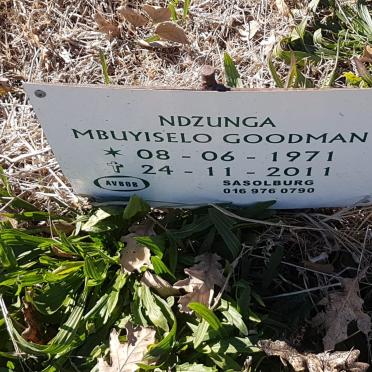 NDZUNGA
MBUYISELO GOODMAN
* 08 - 06 - 1971
✝ 24 - 11 - 2011
AVBOB
SASOLBURG
016 976 0790